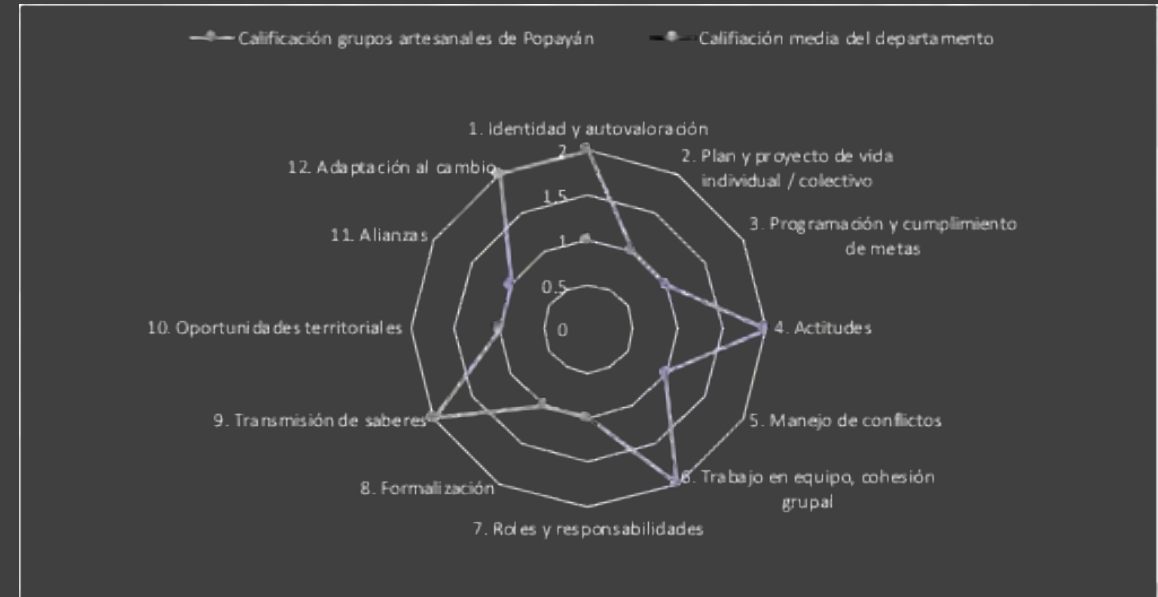 Calificación grupos artesanales de Popayán
Califiación media del departamento
1. Identidad y autovaloración
2
12. Adaptación al cambio
2. Plan y proyecto de vida
individual / colectivo
1.5
3. Programación y cumplimiento
de metas
11. Alianzas
1
0.5
10. Oportunidades territoriales
0
4. Actitudes
9. Transmisión de saberes
5. Manejo de conflictos
8. Formalización
6. Trabajo en equipo, cohesión
grupal
7. Roles y responsabilidades